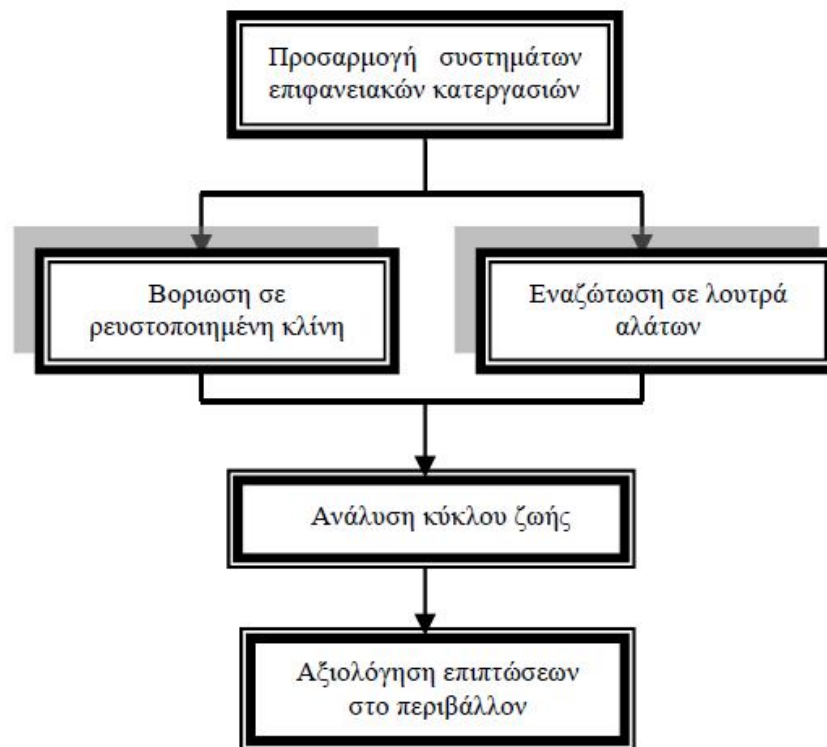 Προσαρμογή συστημάτων
επιφανειακών κατεργασιών
Βοριωση σε
ρευστοποιημένη κλίνη
Εναζώτωση σε λουτρά
αλάτων
Ανάλυση κύκλου ζωής
Αξιολόγηση επιπτώσεων
στο περιβάλλον